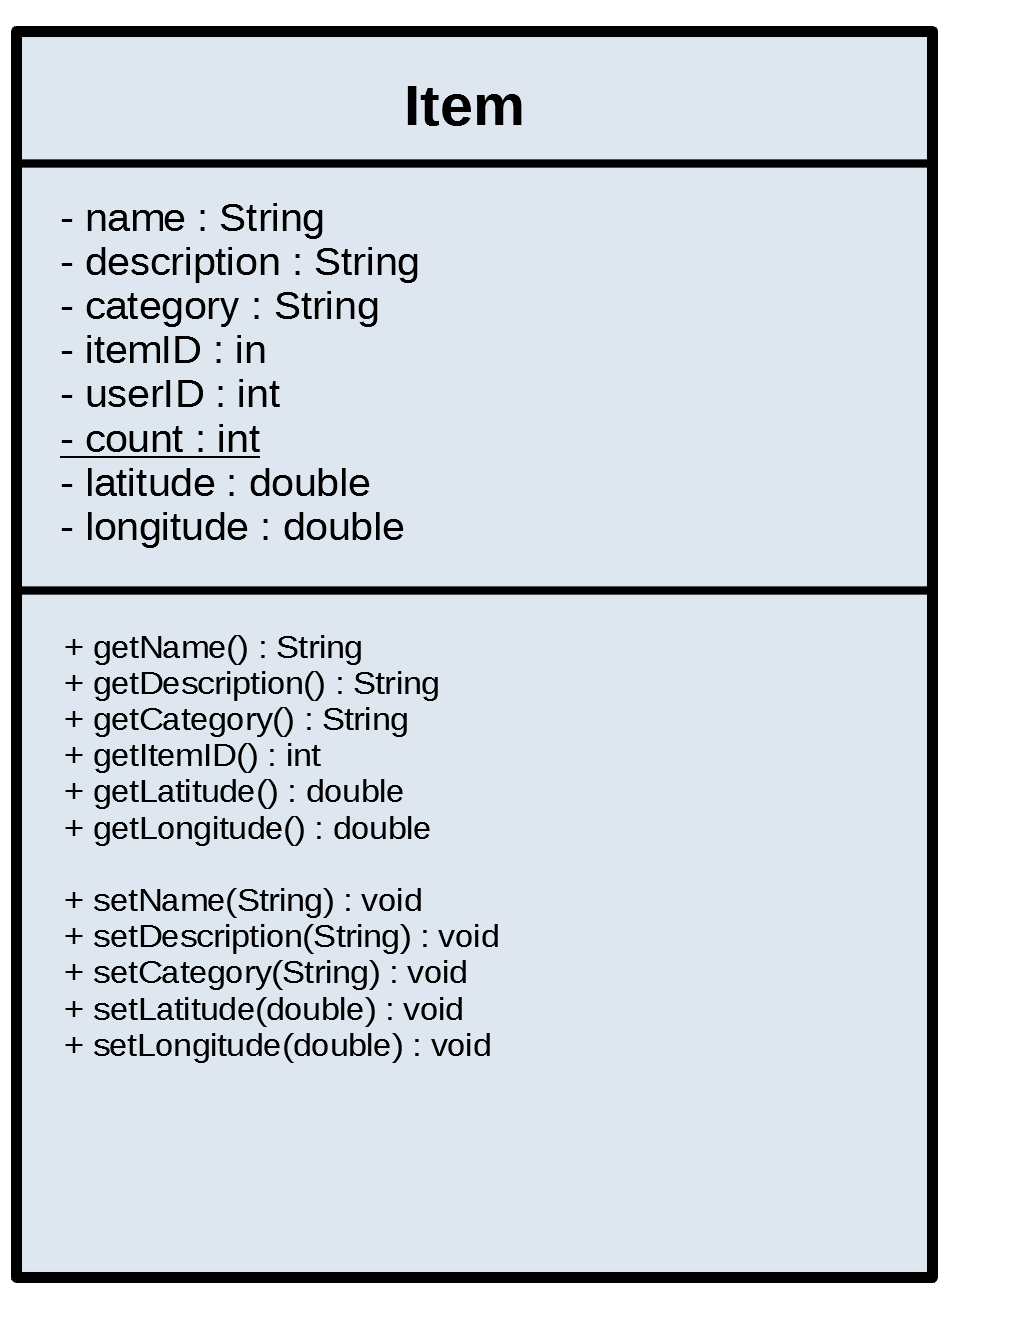 Item
- name : String
- description : String
- category : String
- itemID : in
- userID : int
- count : int
- latitude : double
- longitude : double
+ getName() : String
+ getDescription() : String
+ getCategory() : String
+ getItemID() : int
+ getLatitude() : double
+ getLongitude() : double
+ setName(String) : void
+ setDescription(String) : void
+ setCategory(String) : void
+ setLatitude(double) : void
+ setLongitude(double) : void